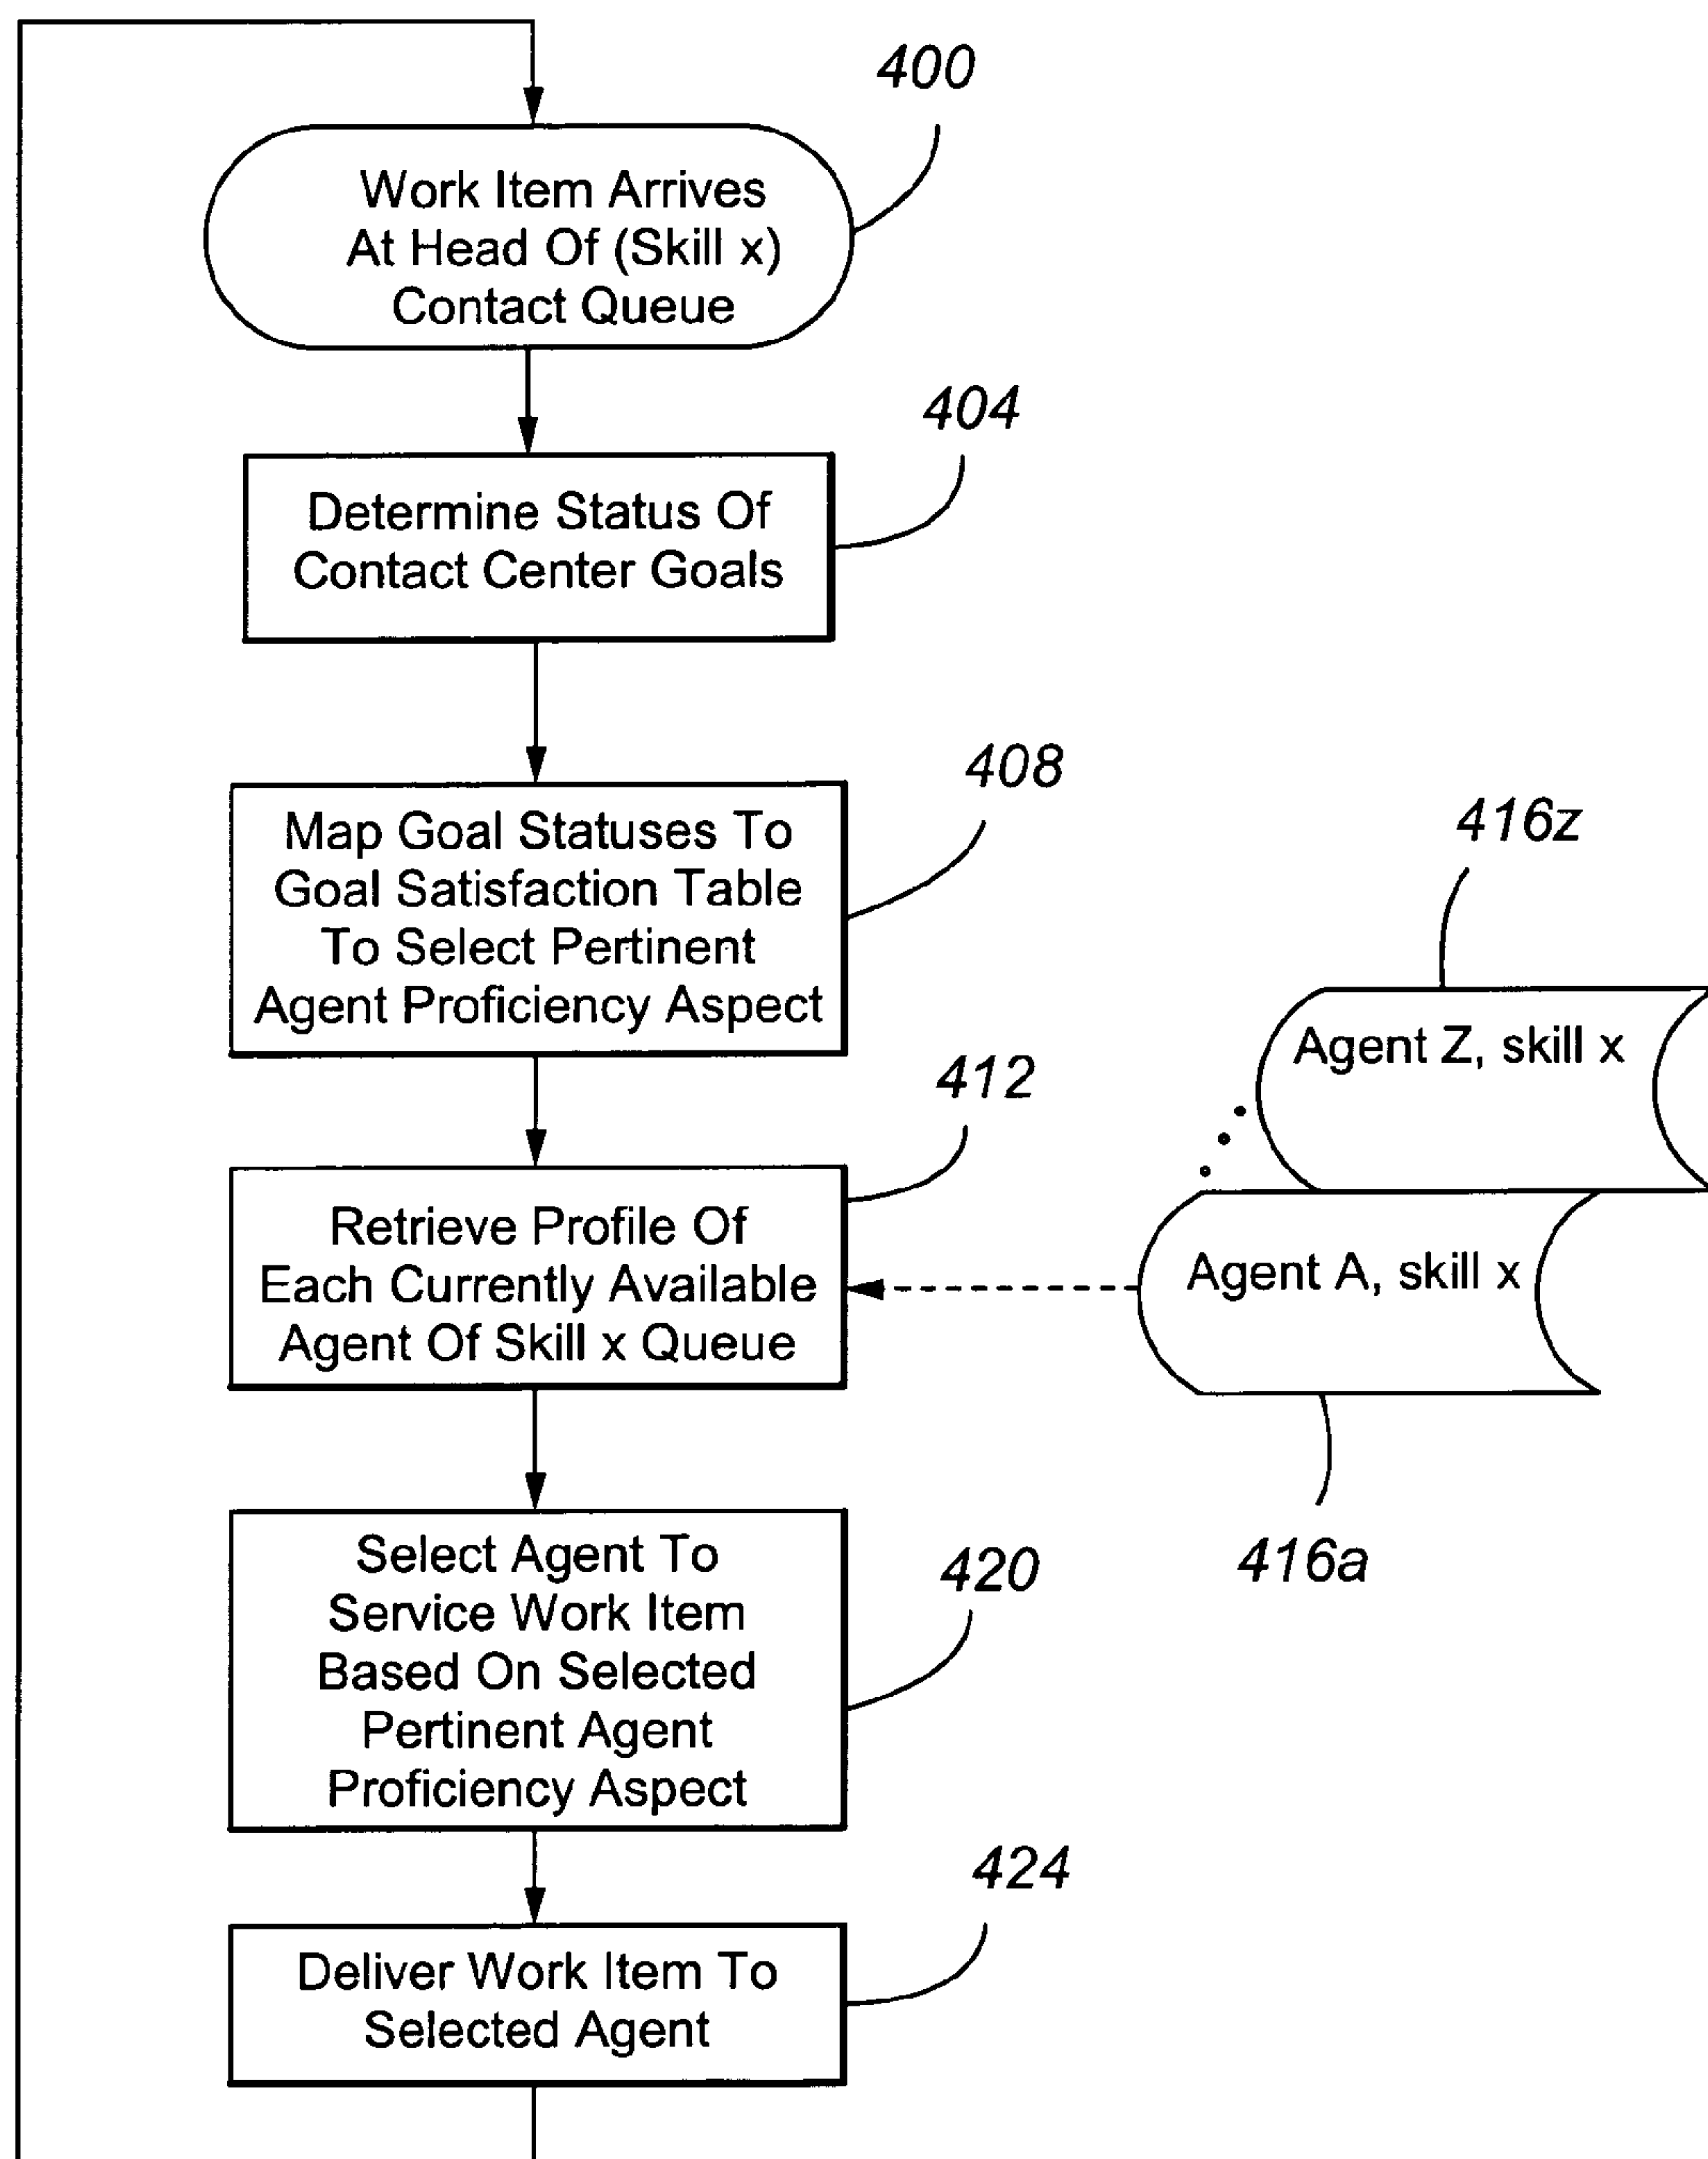 400
Work Item Arrives
At Head Of (Skill x)
Contact Queue
404
Determine Status Of
Contact Center Goals
408
Map Goal Statuses To
Goal Satisfaction Table
To Select Pertinent
Agent Proficiency Aspect
416z
Agent Z, skill x
412
Retrieve Profile Of
Each Currently Available
Agent Of Skill x Queue
Agent A, skill x
416a
420
Select Agent To
Service Work Item
Based On Selected
Pertinent Agent
Proficiency Aspect
424
Deliver Work Item To
Selected Agent